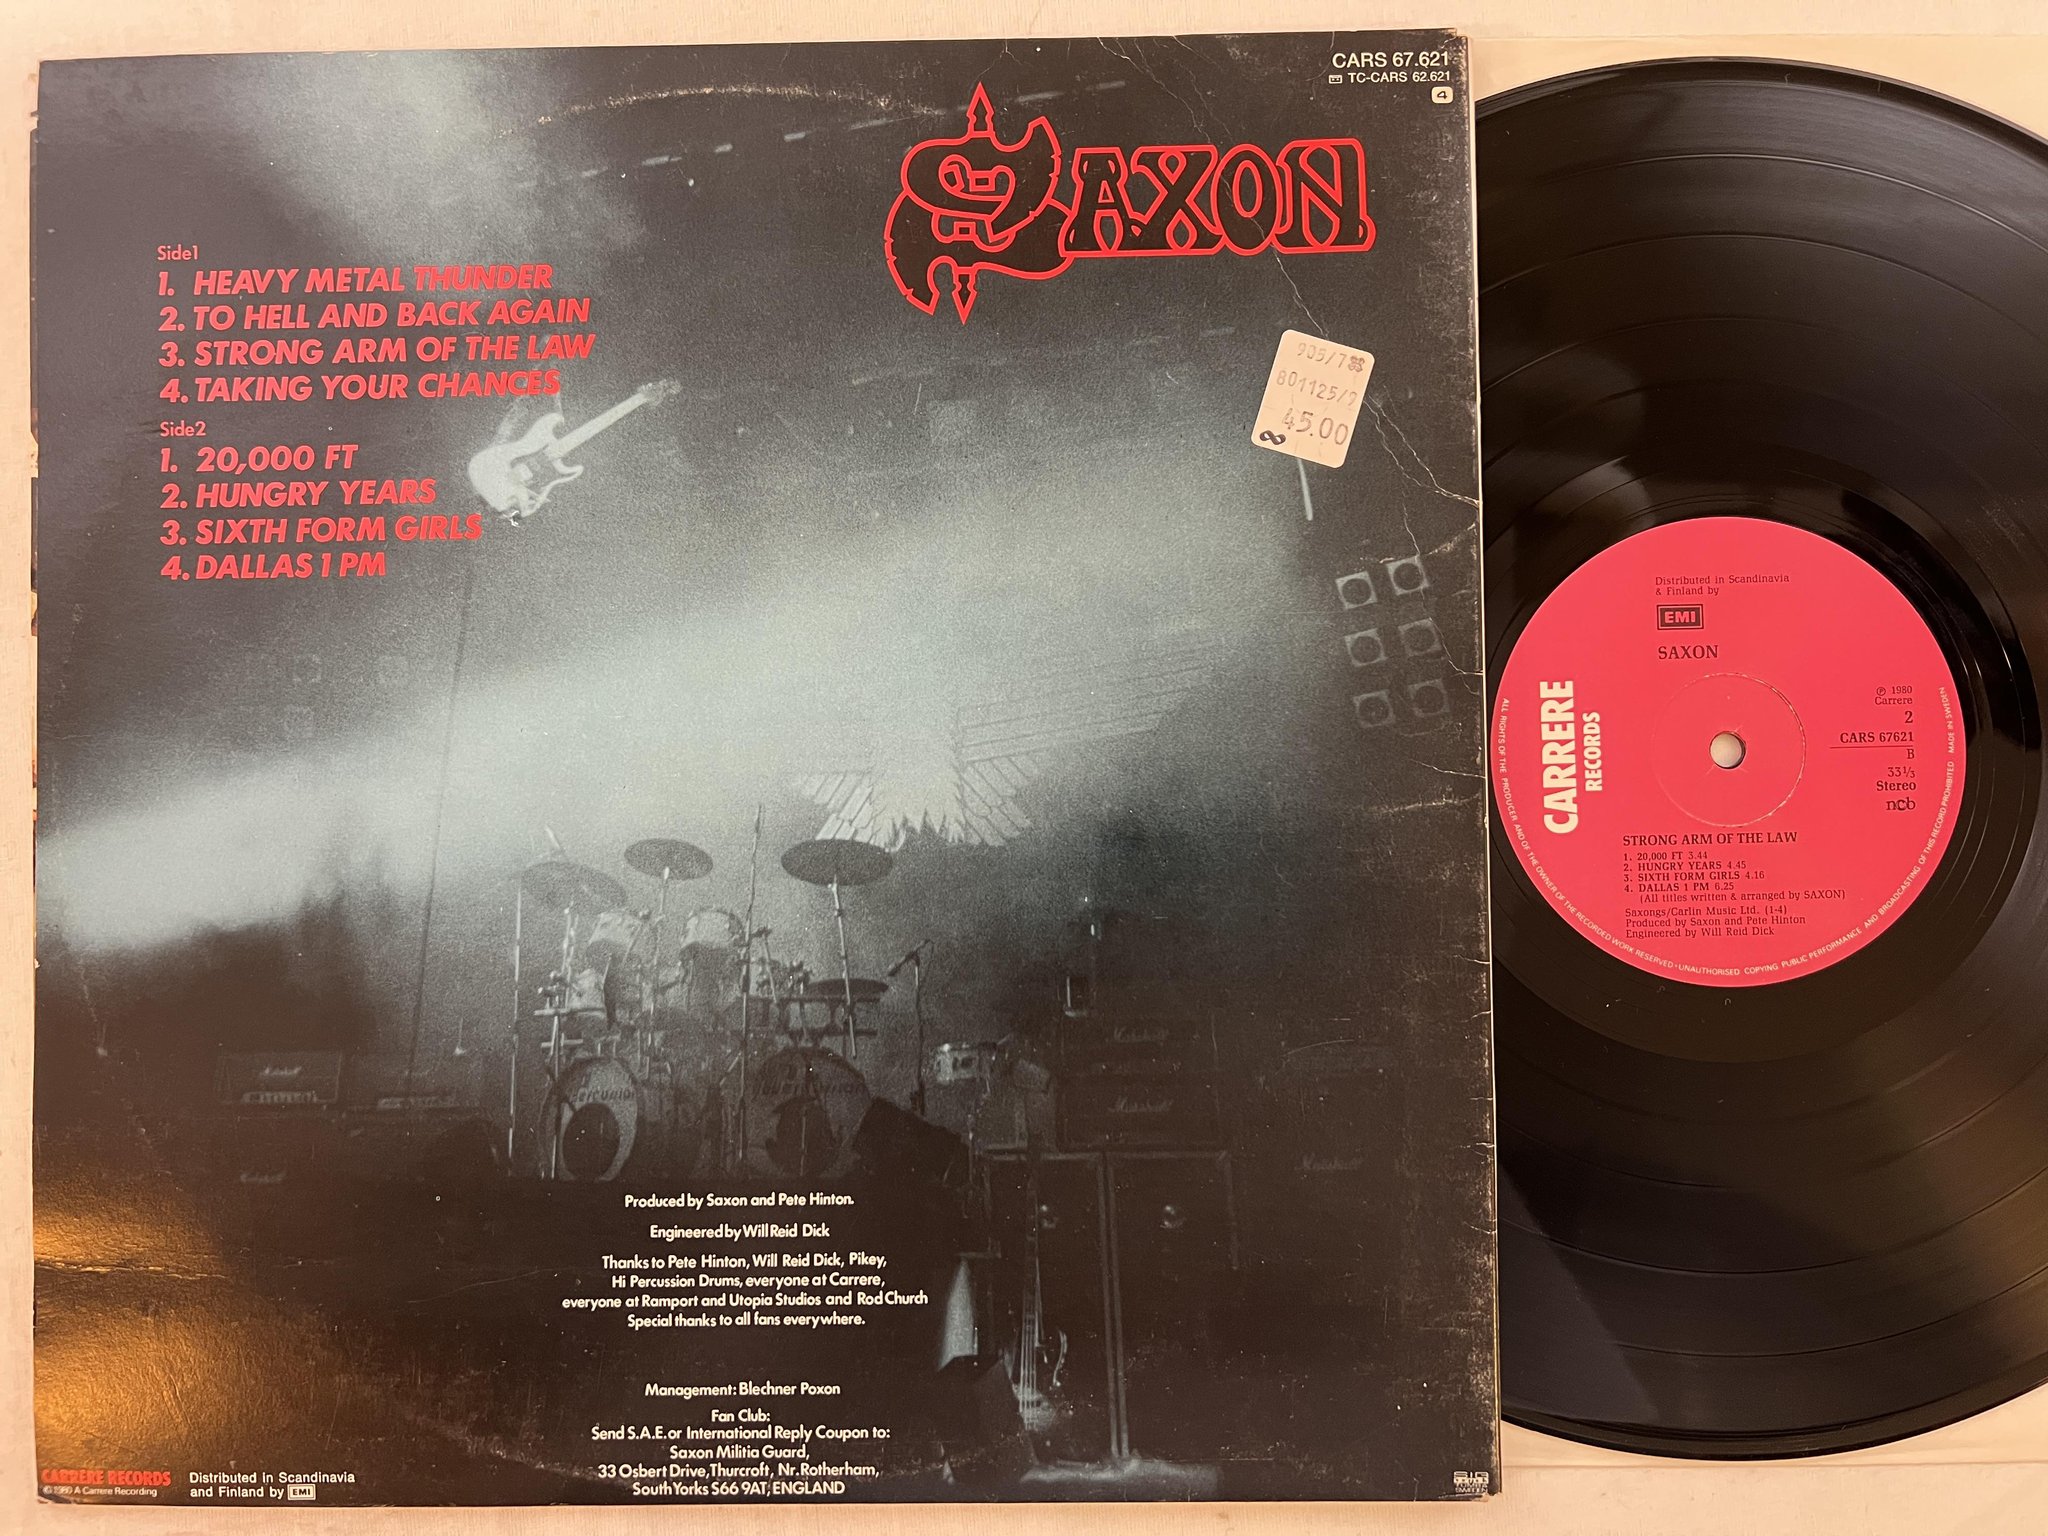 CARS 67.621
TC-CARS 62.621
4
SAXON
Side1
1. HEAVY METAL THUNDER
2. TO HELL AND BACK AGAIN
3. STRONG ARM OF THE LAW
4. TAKING YOUR CHANCES
Side2
1. 20,000 FT
2. HUNGRY YEARS
3. SIXTH FORM GIRLS
4. DALLAS 1 PM
801125/2
45.00
Marshall
Marshall
Marshall
Marshall
Produced by Saxon and Pete Hinton.
Engineered by Will Reid Dick
Thanks to Pete Hinton, Will Reid Dick, Pikey,
Hi Percussion Drums, everyone at Carrere,
everyone at Ramport and Utopia Studios and Rod Church
Special thanks to all fans everywhere.
Management: Blechner Poxon
Fan Club:
Send S.A.E. or International Reply Coupon to:
Saxon Militia Guard,
33 Osbert Drive, Thurcroft, Nr. Rotherham,
South Yorks S66 9AT, ENGLAND
CARRERE RECORDS
© 1980 A Carrere Recording
Distributed in Scandinavia
and Finland by EMI
Distributed in Scandinavia
& Finland by
EMI
SAXON
CARRERE
RECORDS
℗ 1980
Carrere
2
CARS 67621
B
33⅓
Stereo
ncb
STRONG ARM OF THE LAW
1. 20,000 FT 3.44
2. HUNGRY YEARS 4.45
3. SIXTH FORM GIRLS 4.16
4. DALLAS 1 PM 6.25
(All titles written & arranged by SAXON)
Saxongs/Carlin Music Ltd. (1-4)
Produced by Saxon and Pete Hinton
Engineered by Will Reid Dick
ALL RIGHTS OF THE PRODUCER AND OF THE OWNER OF THE RECORDED WORK RESERVED • UNAUTHORISED COPYING PUBLIC PERFORMANCE AND BROADCASTING OF THIS RECORD PROHIBITED MADE IN SWEDEN